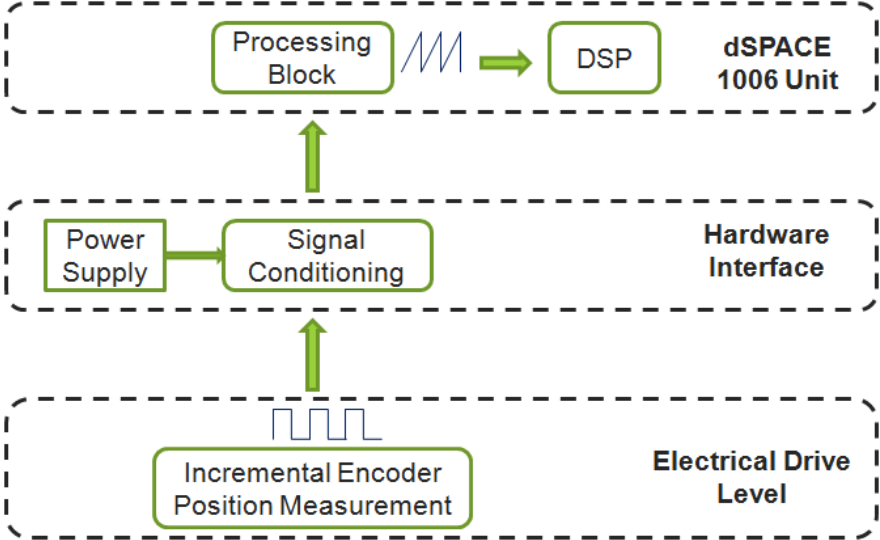 Processing
Block
DSP
dSPACE
1006 Unit
Power
Supply
Signal
Conditioning
Hardware
Interface
Incremental Encoder
Position Measurement
Electrical Drive
Level